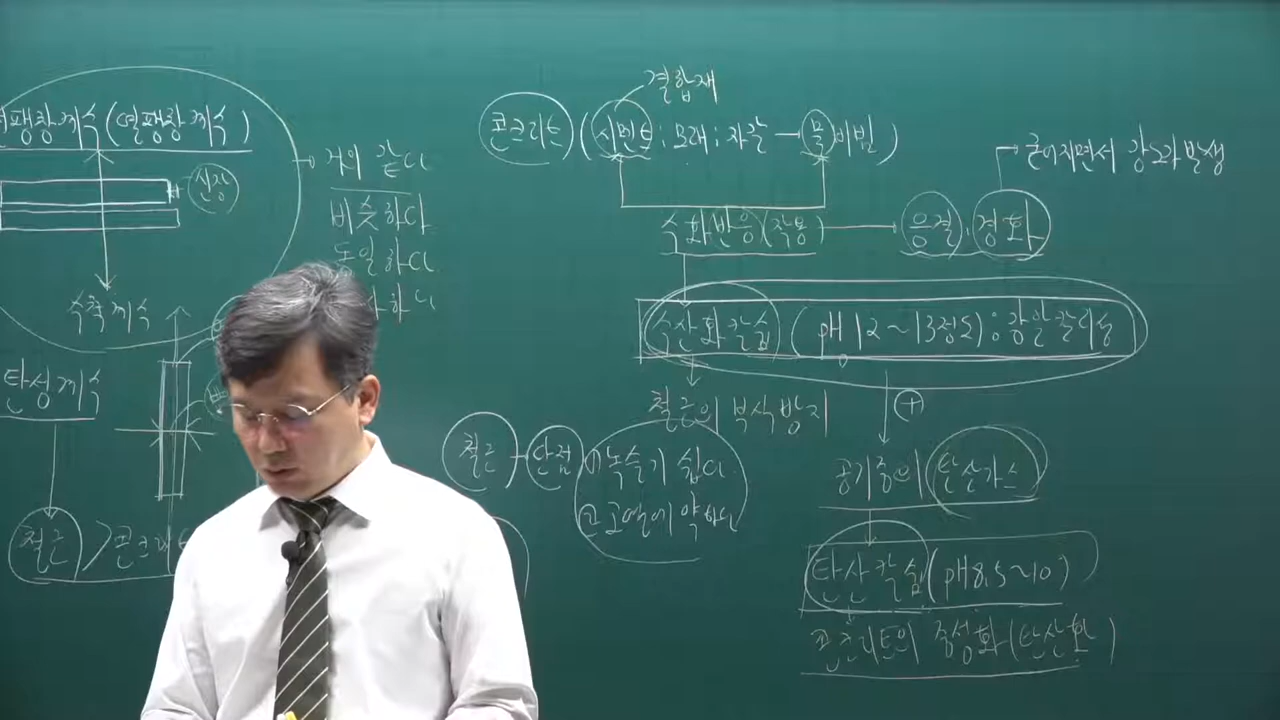 팽창계수(열팽창계수)
신장
수축계수
거의 같다
비슷하다
동일하다
탄성계수
철근 > 콘크리트
결합재
콘크리트(시멘트:모래:자갈 - 물비빔)
수화반응(작용)
응결, 경화
굳어지면서 강도가 발생
수산화칼슘 (pH 12~13정도) : 강알칼리성
철근의 부식방지
철근 - 단점
① 녹슬기 쉽다.
② 고열에 약하다
⊕
공기중의 탄산가스
탄산칼슘(pH 8.5~10)
콘크리트의 중성화(탄산화)